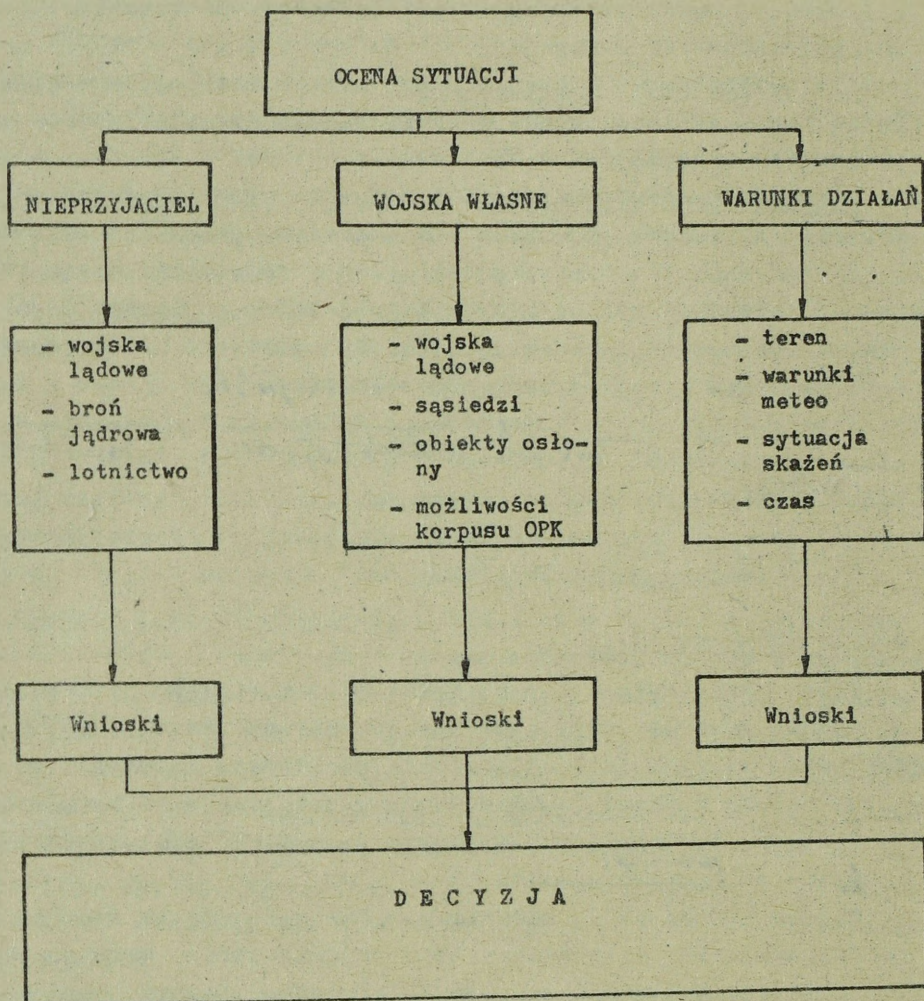 OCENA SYTUACJI
NIEPRZYJACIEL
WOJSKA WŁASNE
WARUNKI DZIAŁAŃ
- wojska
lądowe
- broń
jądrowa
- lotnictwo
- wojska
lądowe
- sąsiedzi
- obiekty osło-
ny
- możliwości
korpusu OPK
- teren
- warunki
meteo
- sytuacja
skażeń
- czas
Wnioski
Wnioski
Wnioski
D E C Y Z J A